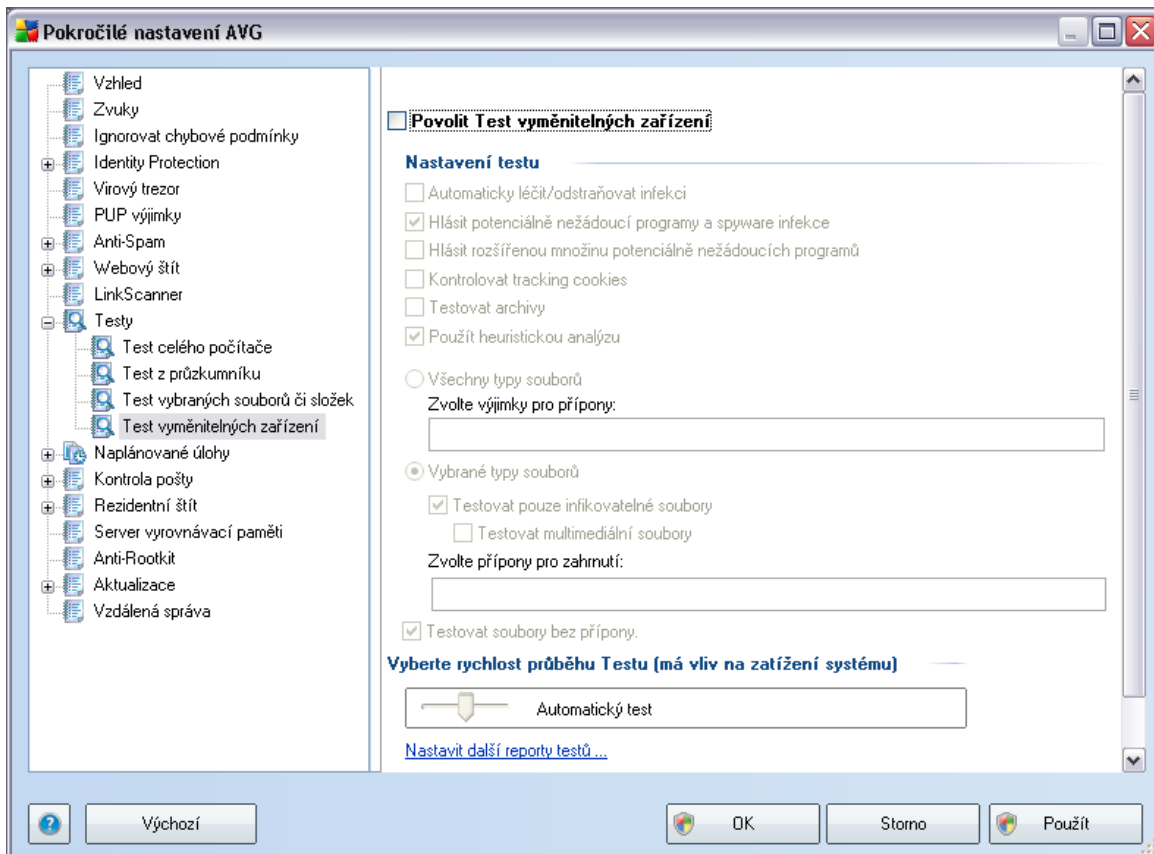 Pokročilé nastavení AVG
Vzhled
Zvuky
Ignorovat chybové podmínky
Identity Protection
Virový trezor
PUP výjimky
Anti-Spam
Webový štít
LinkScanner
Testy
Test celého počítače
Test z průzkumníku
Test vybraných souborů či složek
Test vyměnitelných zařízení
Naplánované úlohy
Kontrola pošty
Rezidentní štít
Server vyrovnávací paměti
Anti-Rootkit
Aktualizace
Vzdálená správa
Povolit Test vyměnitelných zařízení
Nastavení testu
Automaticky léčit/odstraňovat infekci
Hlásit potenciálně nežádoucí programy a spyware infekce
Hlásit rozšířenou množinu potenciálně nežádoucích programů
Kontrolovat tracking cookies
Testovat archivy
Použít heuristickou analýzu
Všechny typy souborů
Zvolte výjimky pro přípony:
Vybrané typy souborů
Testovat pouze infikovatelné soubory
Testovat multimediální soubory
Zvolte přípony pro zahrnutí:
Testovat soubory bez přípony.
Vyberte rychlost průběhu Testu (má vliv na zatížení systému)
Automatický test
Nastavit další reporty testů ...
Výchozí
OK
Storno
Použít